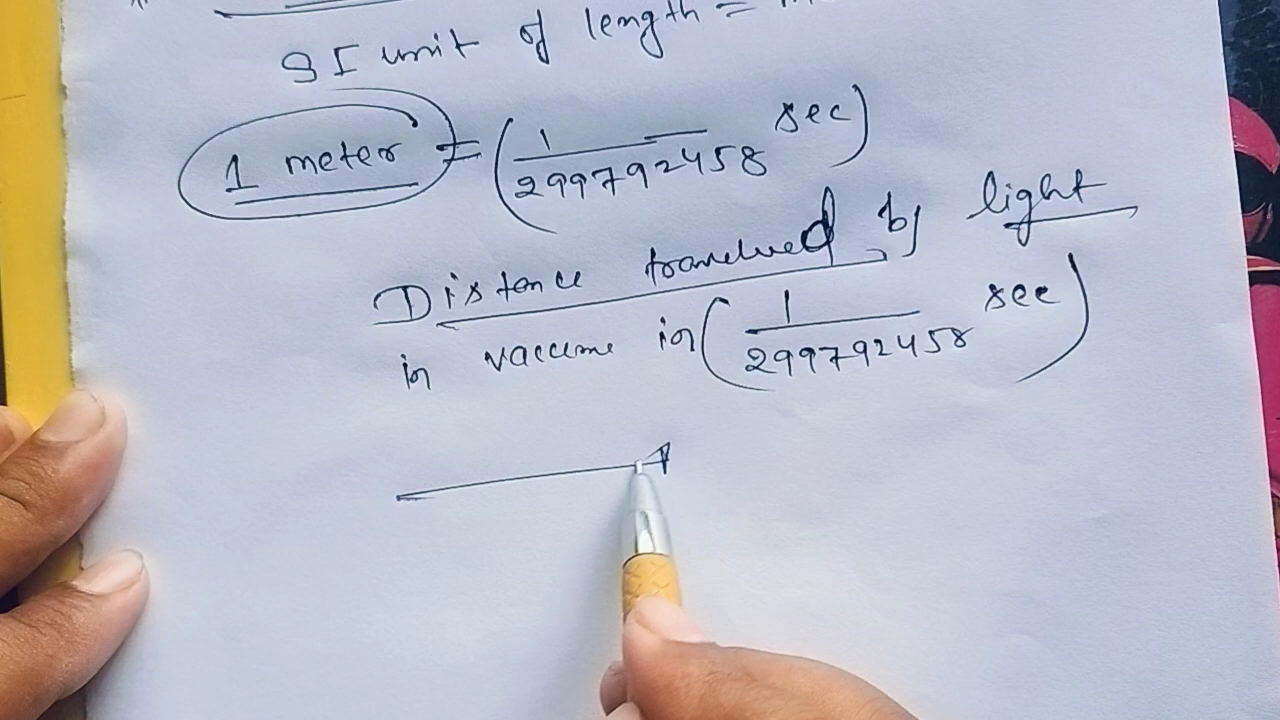 SI unit of length =
1 meter = (1/299792458 sec)
Distance travelled by light
in vaccume in (1/299792458 sec)